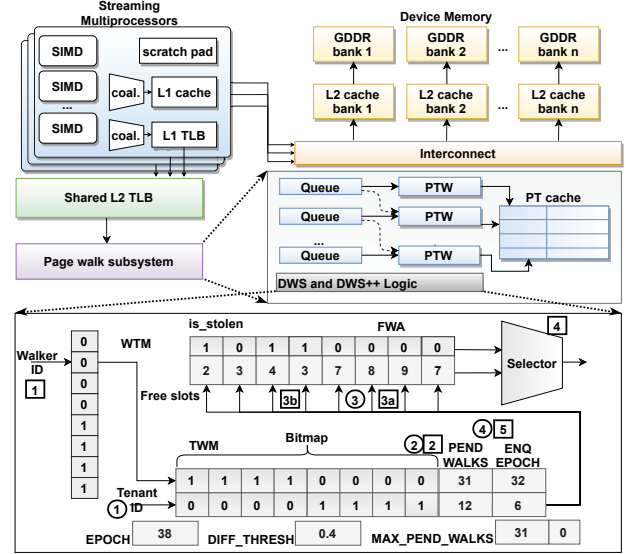 Streaming
Multiprocessors
SIMD
SIMD
...
SIMD
scratch pad
coal.
L1 cache
coal.
L1 TLB
Device Memory
GDDR
bank 1
GDDR
bank 2
...
GDDR
bank n
L2 cache
bank 1
L2 cache
bank 2
...
L2 cache
bank n
Interconnect
Shared L2 TLB
Page walk subsystem
Queue
PTW
Queue
PTW
...
Queue
PTW
PT cache
DWS and DWS++ Logic
Walker
ID
1
WTM
0
0
0
0
1
1
1
1
is_stolen
FWA
1 0 1 1 0 0 0 0
2 3 4 3 7 8 9 7
Free slots
3b
3
3a
Selector
4
TWM
Bitmap
2 2
4 5
PEND
WALKS
ENQ
EPOCH
1 1 1 1 0 0 0 0 31 32
0 0 0 0 1 1 1 1 12 6
Tenant
1 ID
EPOCH 38
DIFF_THRESH 0.4
MAX_PEND_WALKS 31 0